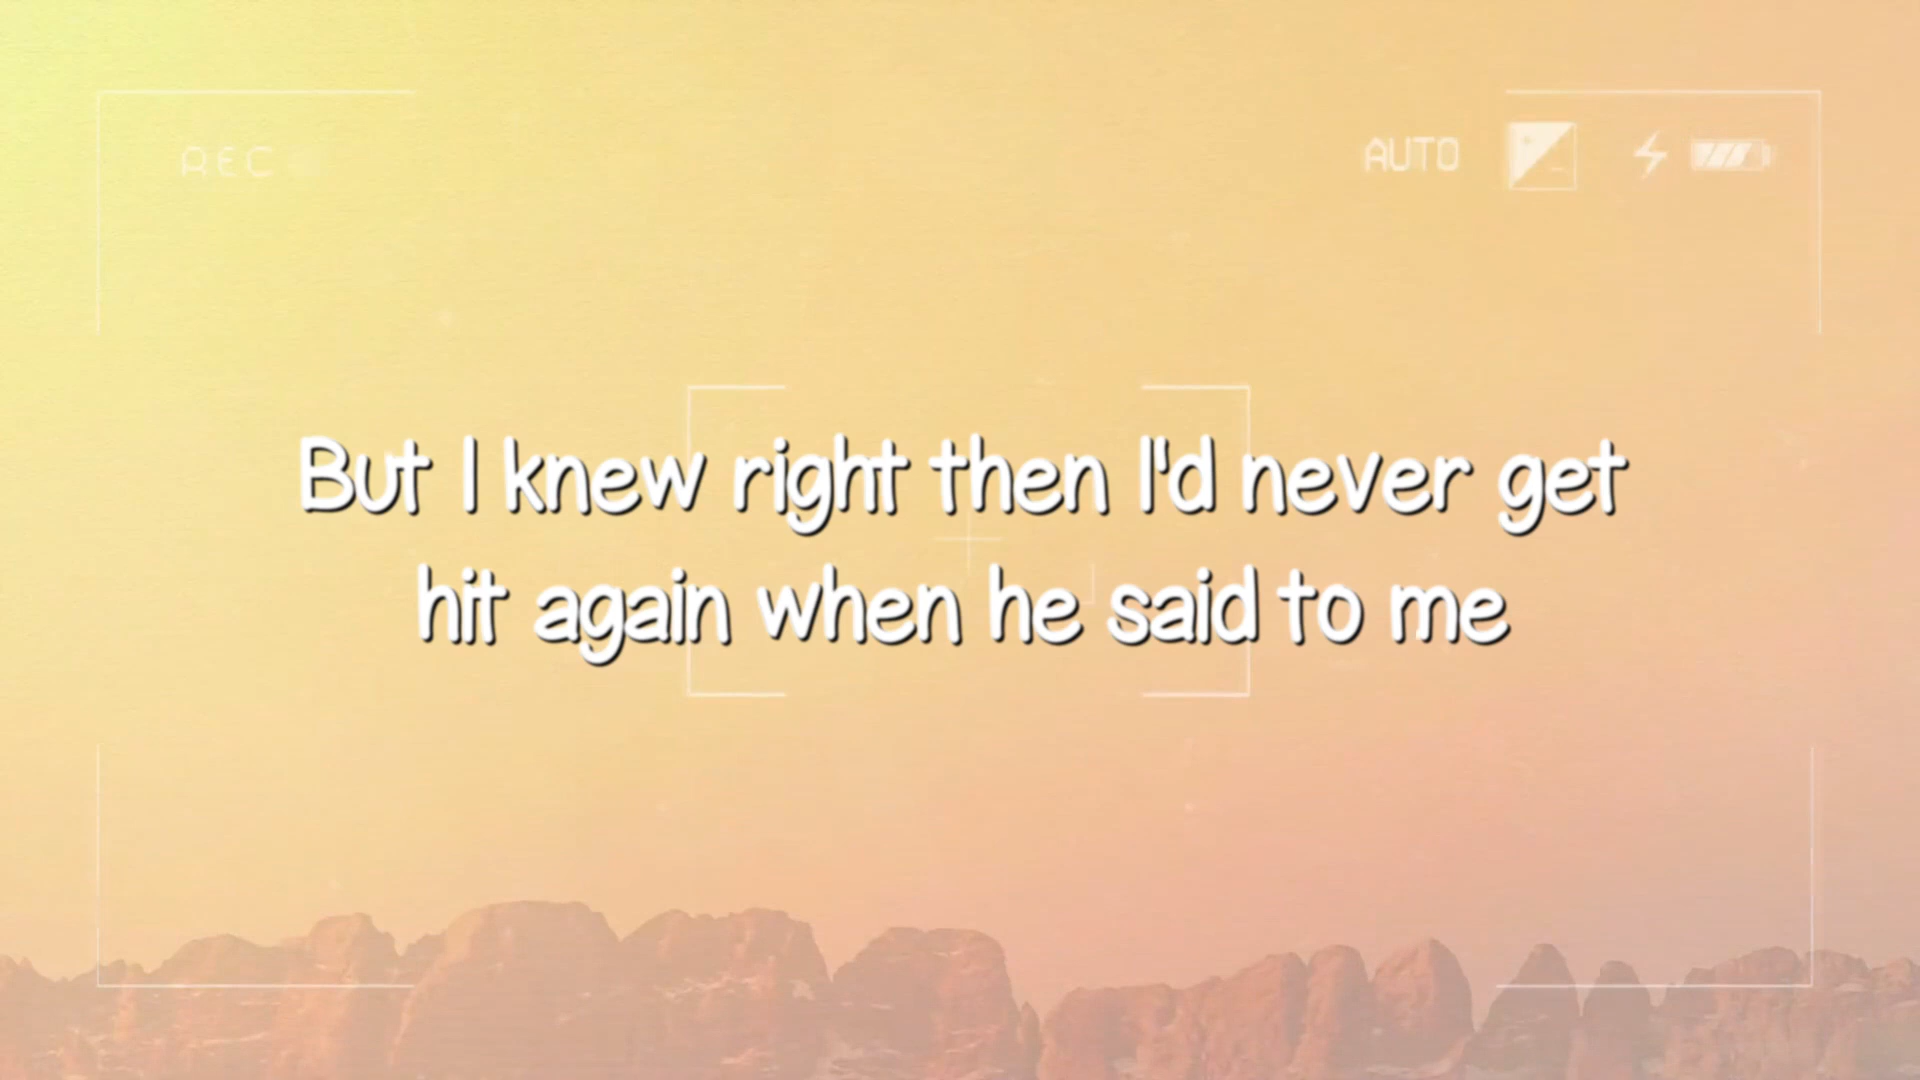 REC
AUTO
But I knew right then I'd never get
hit again when he said to me